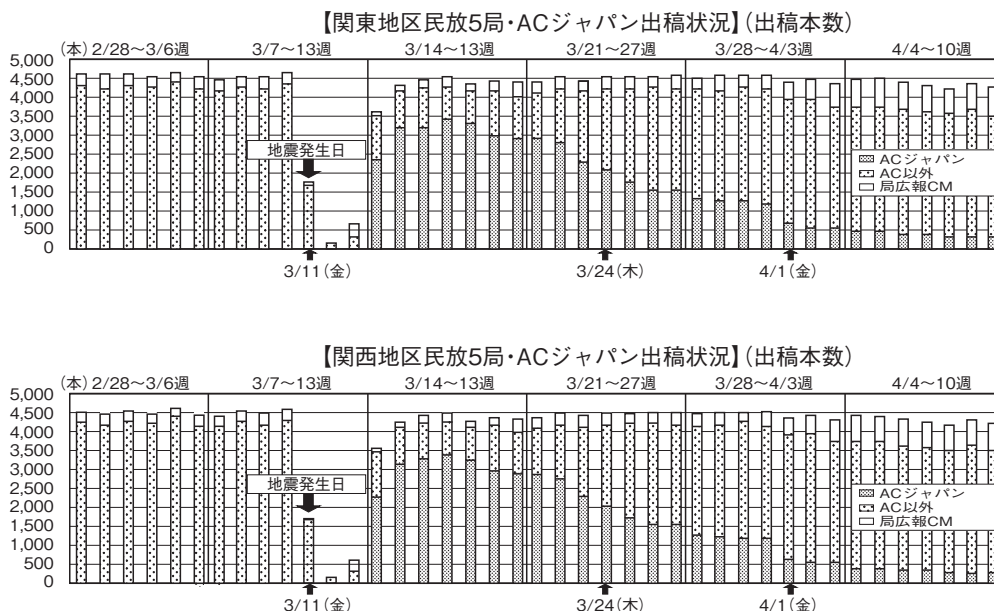 【関東地区民放5局・ACジャパン出稿状況】(出稿本数)
(本) 2/28〜3/6週 3/7〜13週 3/14〜13週 3/21〜27週 3/28〜4/3週 4/4〜10週
5,000
4,500
4,000
3,500
3,000
地震発生日
2,500
ACジャパン
2,000
AC以外
1,500
局広報CM
1,000
500
0
3/11(金) 3/24(木) 4/1(金)
【関西地区民放5局・ACジャパン出稿状況】(出稿本数)
(本) 2/28〜3/6週 3/7〜13週 3/14〜13週 3/21〜27週 3/28〜4/3週 4/4〜10週
5,000
4,500
4,000
3,500
3,000
地震発生日
2,500
ACジャパン
2,000
AC以外
1,500
局広報CM
1,000
500
0
3/11(金) 3/24(木) 4/1(金)